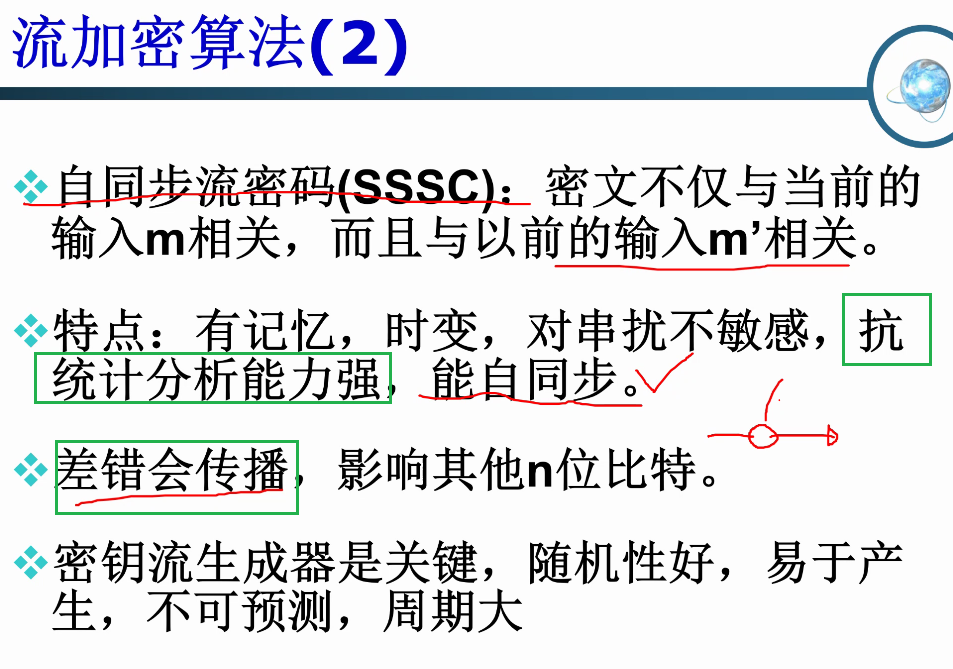 流加密算法(2)
自同步流密码(SSSC)：密文不仅与当前的
输入m相关，而且与以前的输入m’相关。
特点：有记忆，时变，对串扰不敏感，抗
统计分析能力强，能自同步。
差错会传播，影响其他n位比特。
密钥流生成器是关键，随机性好，易于产
生，不可预测，周期大